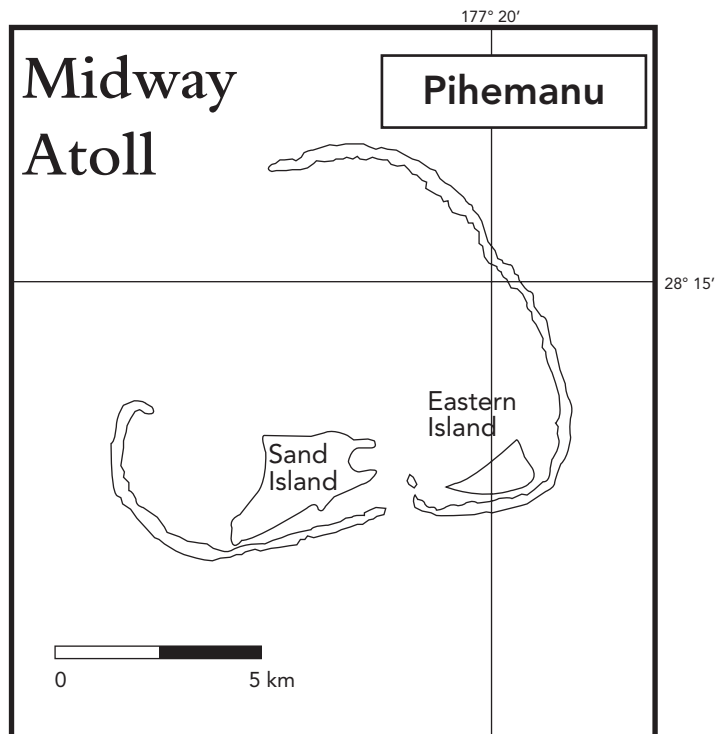 177° 20’
Midway
Atoll
Pihemanu
28° 15’
Eastern
Island
Sand
Island
0
5 km